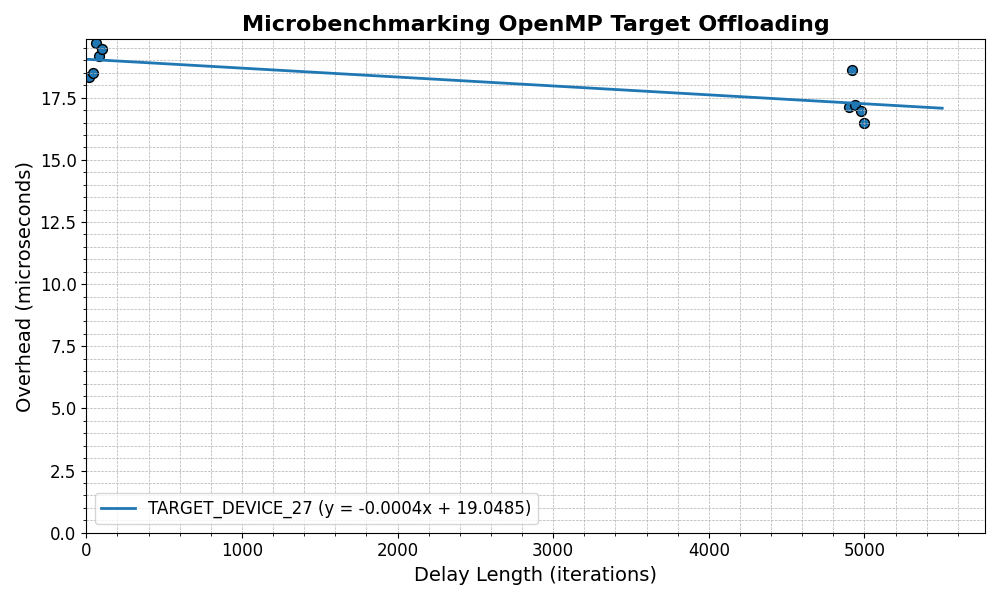 Microbenchmarking OpenMP Target Offloading
Overhead (microseconds)
17.5
15.0
12.5
10.0
7.5
5.0
2.5
0.0
TARGET_DEVICE_27 (y = -0.0004x + 19.0485)
0 1000 2000 3000 4000 5000
Delay Length (iterations)